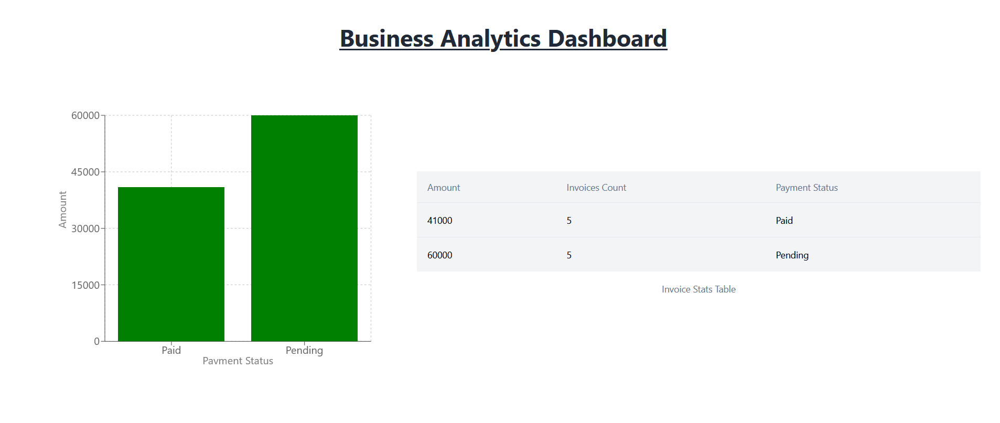 Business Analytics Dashboard
60000
45000
30000
15000
0
Amount
Paid Pending
Payment Status
Amount Invoices Count Payment Status
41000 5 Paid
60000 5 Pending
Invoice Stats Table